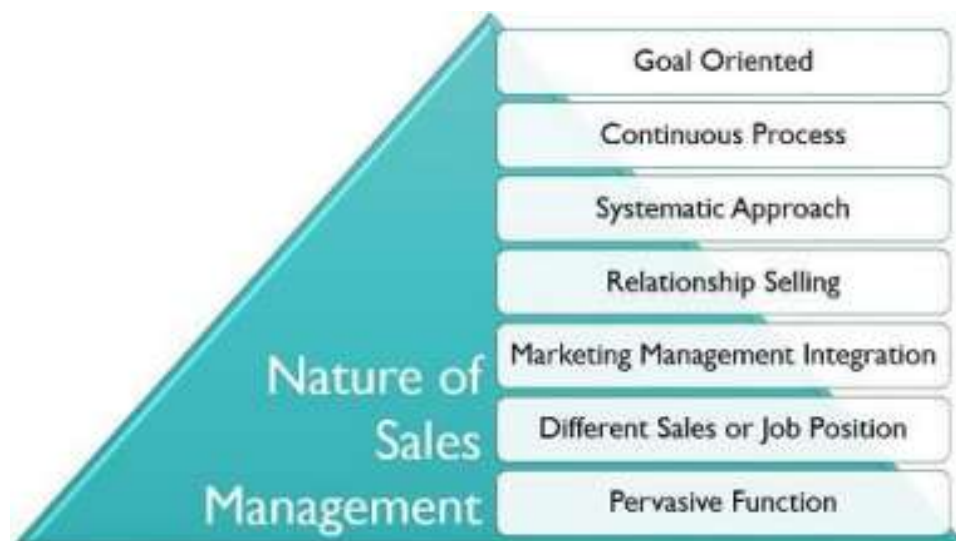 Goal Oriented
Continuous Process
Systematic Approach
Relationship Selling
Marketing Management Integration
Different Sales or Job Position
Pervasive Function
Nature of
Sales
Management